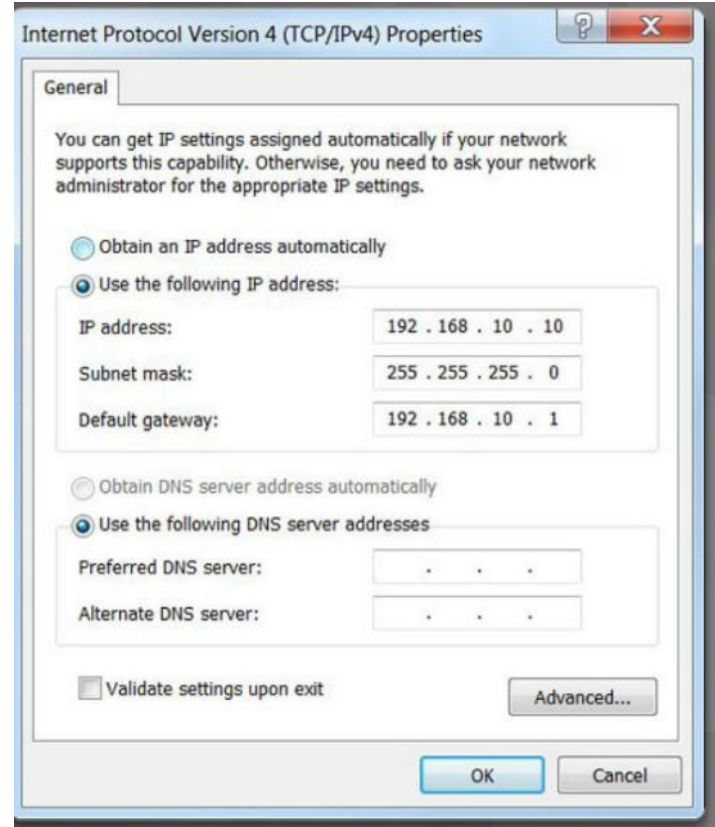 Internet Protocol Version 4 (TCP/IPv4) Properties
General
You can get IP settings assigned automatically if your network
supports this capability. Otherwise, you need to ask your network
administrator for the appropriate IP settings.
Obtain an IP address automatically
Use the following IP address:
IP address: 192 . 168 . 10 . 10
Subnet mask: 255 . 255 . 255 . 0
Default gateway: 192 . 168 . 10 . 1
Obtain DNS server address automatically
Use the following DNS server addresses
Preferred DNS server: . . .
Alternate DNS server: . . .
Validate settings upon exit
Advanced...
OK Cancel